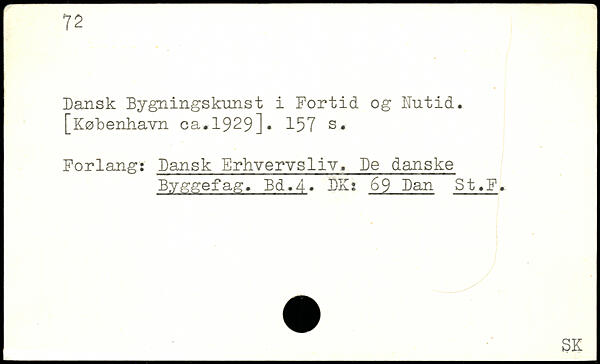 72
Dansk Bygningskunst i Fortid og Nutid.
[København ca.1929]. 157 s.
Forlang: Dansk Erhvervsliv. De danske
Byggefag. Bd.4. DK: 69 Dan St.F.
SK